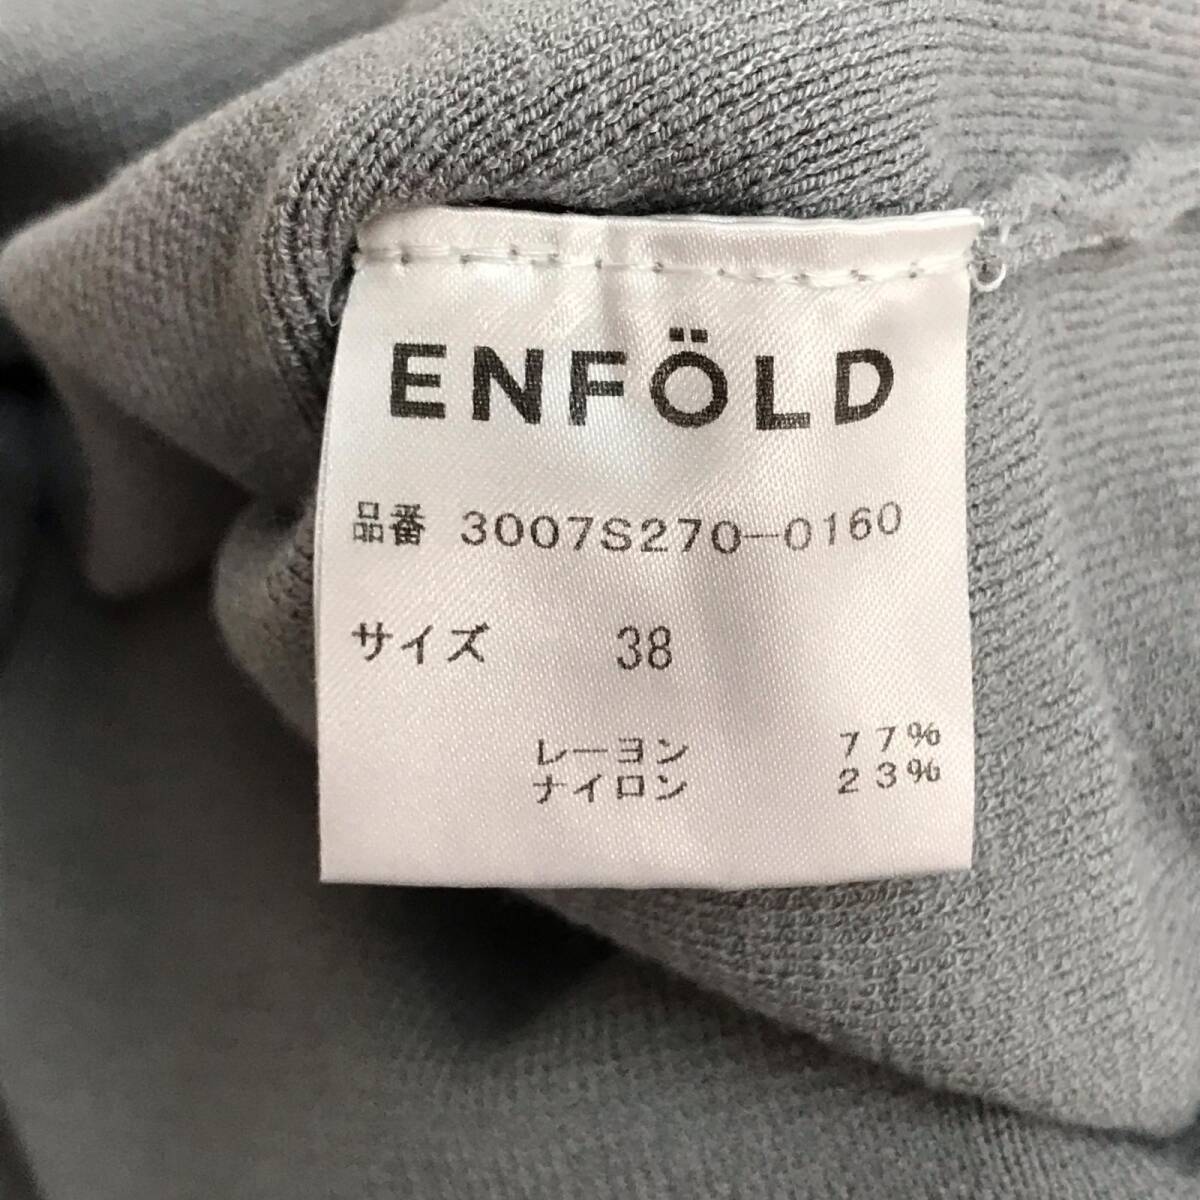 ENFÖLD
品番 3007S270-0160
サイズ 38
レーヨン 77%
ナイロン 23%